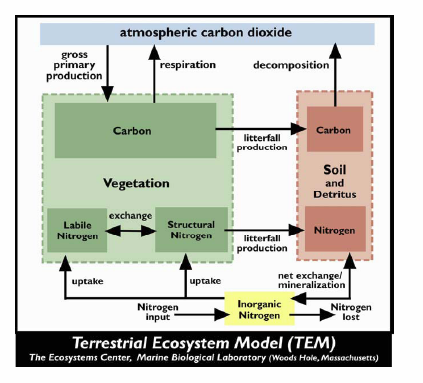 atmospheric carbon dioxide
gross
primary
production
respiration
decomposition
Carbon
litterfall
production
Carbon
Vegetation
Soil
and
Detritus
Labile
Nitrogen
exchange
Structural
Nitrogen
litterfall
production
Nitrogen
uptake
uptake
net exchange/
mineralization
Nitrogen
input
Inorganic
Nitrogen
Nitrogen
lost
Terrestrial Ecosystem Model (TEM)
The Ecosystems Center, Marine Biological Laboratory (Woods Hole, Massachusetts)